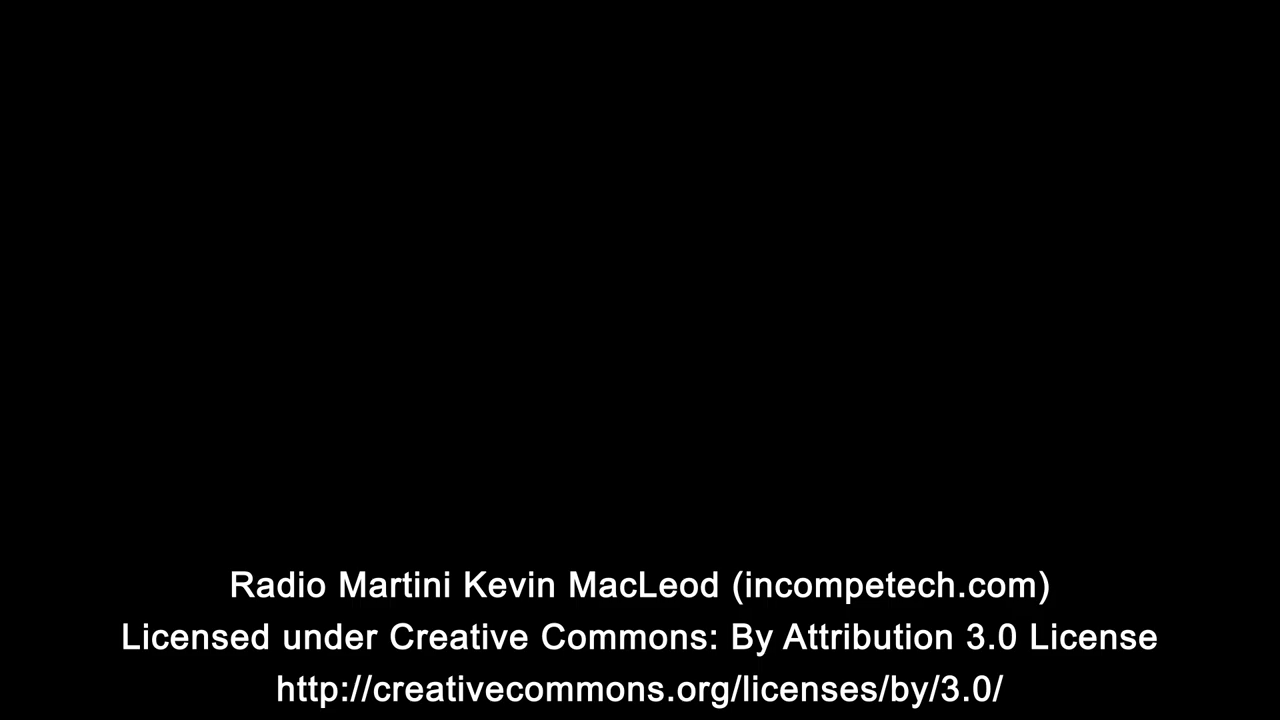 Radio Martini Kevin MacLeod (incompetech.com)
Licensed under Creative Commons: By Attribution 3.0 License
http://creativecommons.org/licenses/by/3.0/